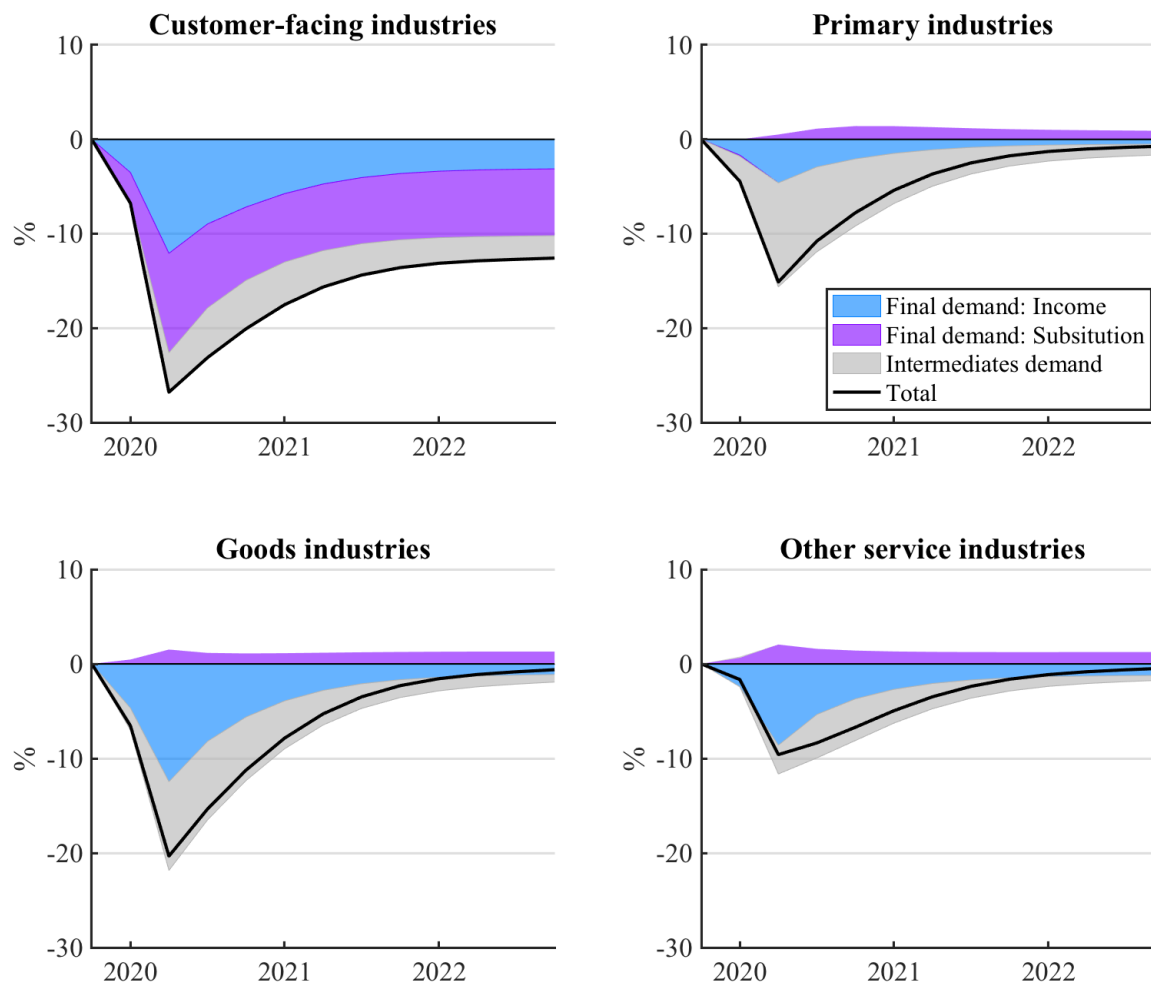 Customer-facing industries
10
0
-10
-20
-30
%
2020 2021 2022
Primary industries
10
0
-10
-20
-30
%
2020 2021 2022
Final demand: Income
Final demand: Subsitution
Intermediates demand
Total
Goods industries
10
0
-10
-20
-30
%
2020 2021 2022
Other service industries
10
0
-10
-20
-30
%
2020 2021 2022